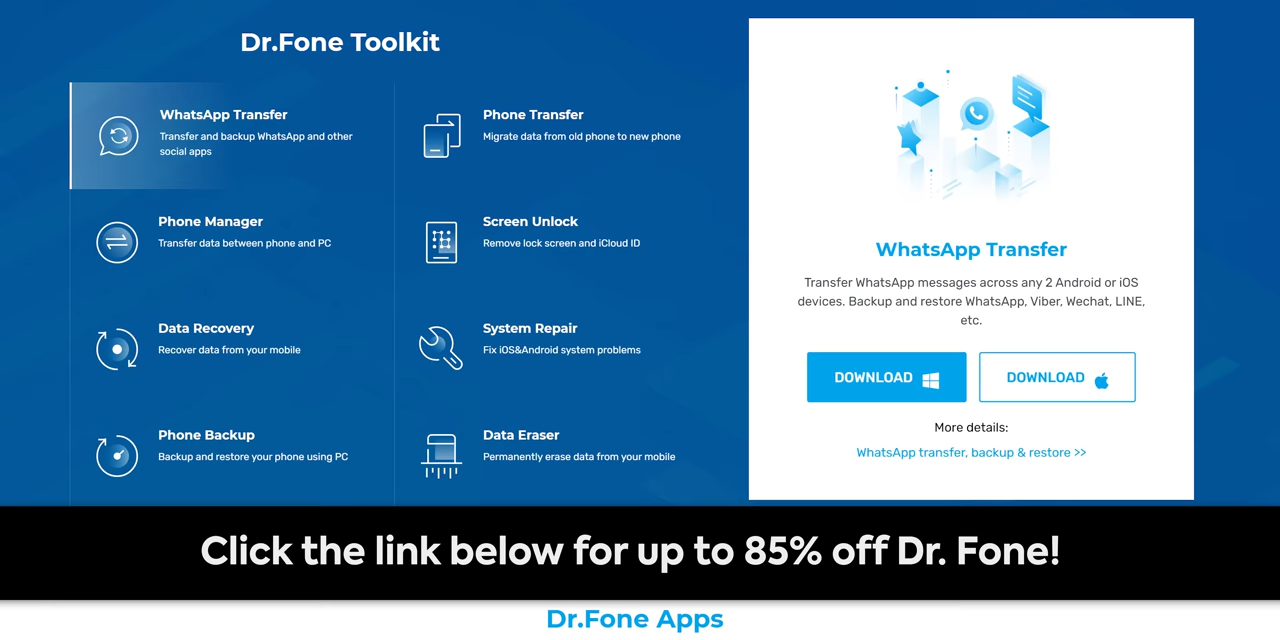 Dr.Fone Toolkit
WhatsApp Transfer
Transfer and backup WhatsApp and other
social apps
Phone Transfer
Migrate data from old phone to new phone
Phone Manager
Transfer data between phone and PC
Screen Unlock
Remove lock screen and iCloud ID
Data Recovery
Recover data from your mobile
System Repair
Fix iOS&Android system problems
Phone Backup
Backup and restore your phone using PC
Data Eraser
Permanently erase data from your mobile
WhatsApp Transfer
Transfer WhatsApp messages across any 2 Android or iOS
devices. Backup and restore WhatsApp, Viber, Wechat, LINE,
etc.
DOWNLOAD
DOWNLOAD
More details:
WhatsApp transfer, backup & restore >>
Click the link below for up to 85% off Dr. Fone!
Dr.Fone Apps